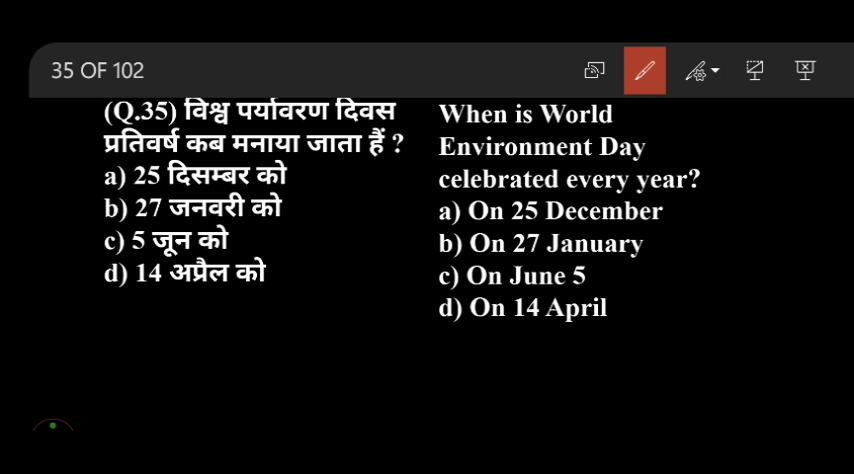 35 OF 102
(Q.35) विश्व पर्यावरण दिवस
प्रतिवर्ष कब मनाया जाता हैं ?
a) 25 दिसम्बर को
b) 27 जनवरी को
c) 5 जून को
d) 14 अप्रैल को
When is World
Environment Day
celebrated every year?
a) On 25 December
b) On 27 January
c) On June 5
d) On 14 April